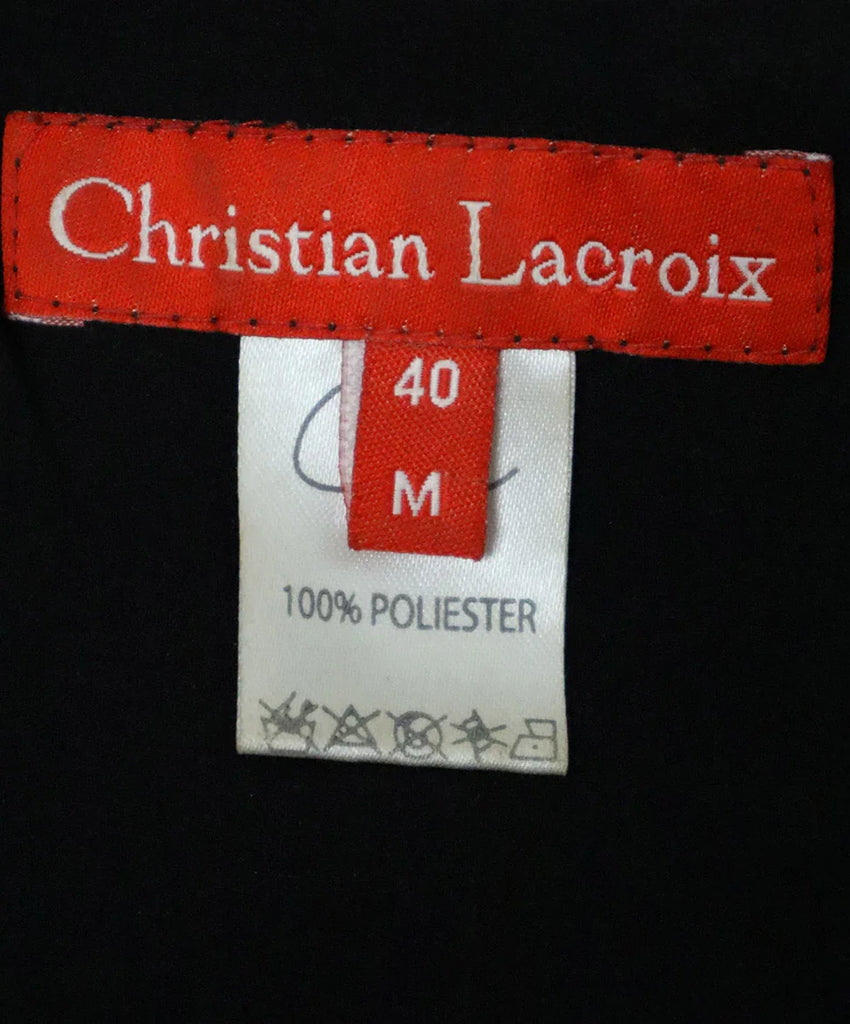 Christian Lacroix
40
M
100% POLIESTER